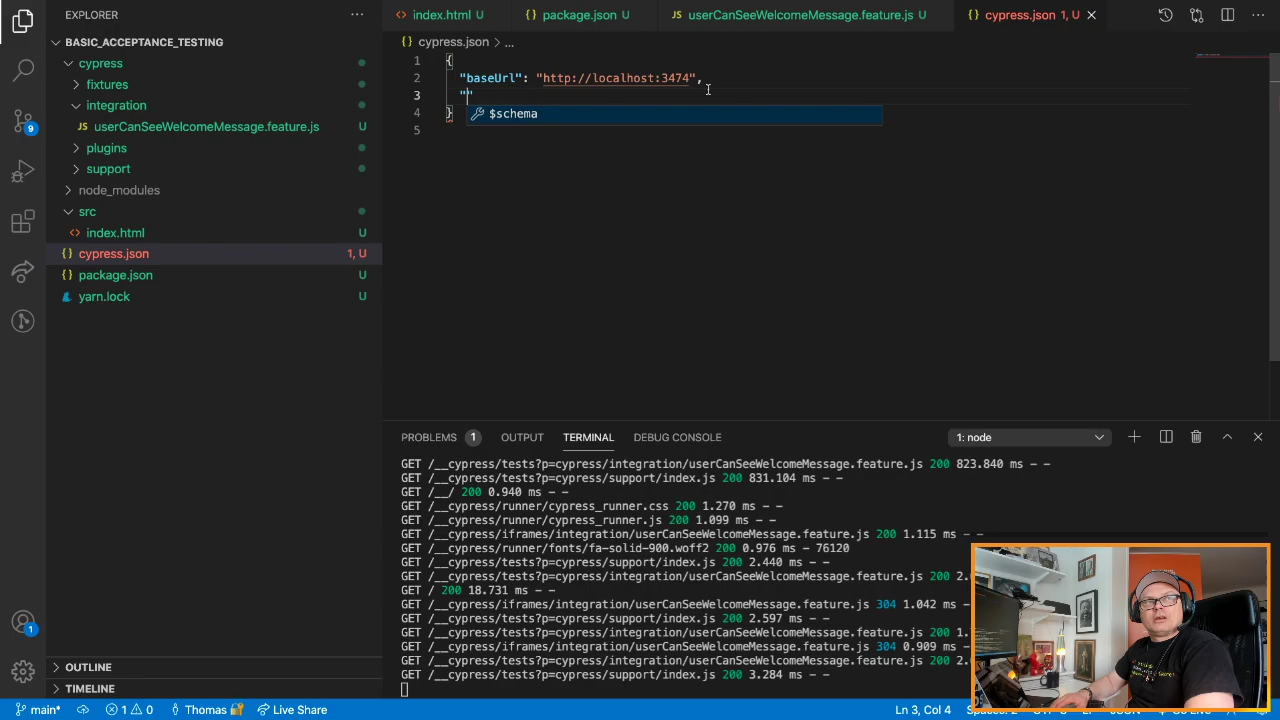 EXPLORER
BASIC_ACCEPTANCE_TESTING
cypress
fixtures
integration
JS userCanSeeWelcomeMessage.feature.js U
plugins
support
node_modules
src
<> index.html U
{} cypress.json 1, U
{} package.json U
yarn.lock U
OUTLINE
TIMELINE
9
1
<> index.html U {} package.json U JS userCanSeeWelcomeMessage.feature.js U {} cypress.json 1, U
{} cypress.json > ...
1 {
2 "baseUrl": "http://localhost:3474",
3 ""
$schema
4 }
5
PROBLEMS 1 OUTPUT TERMINAL DEBUG CONSOLE 1: node
GET /__cypress/tests?p=cypress/integration/userCanSeeWelcomeMessage.feature.js 200 823.840 ms - -
GET /__cypress/tests?p=cypress/support/index.js 200 831.104 ms - -
GET /__/ 200 0.940 ms - -
GET /__cypress/runner/cypress_runner.css 200 1.270 ms - -
GET /__cypress/runner/cypress_runner.js 200 1.099 ms - -
GET /__cypress/iframes/integration/userCanSeeWelcomeMessage.feature.js 200 1.115 ms - -
GET /__cypress/runner/fonts/fa-solid-900.woff2 200 0.976 ms - 76120
GET /__cypress/tests?p=cypress/support/index.js 200 2.440 ms - -
GET /__cypress/tests?p=cypress/integration/userCanSeeWelcomeMessage.feature.js 200 2.
GET / 200 18.731 ms - -
GET /__cypress/iframes/integration/userCanSeeWelcomeMessage.feature.js 304 1.042 ms -
GET /__cypress/tests?p=cypress/support/index.js 200 2.597 ms - -
GET /__cypress/tests?p=cypress/integration/userCanSeeWelcomeMessage.feature.js 200 1.
GET /__cypress/iframes/integration/userCanSeeWelcomeMessage.feature.js 304 0.909 ms -
GET /__cypress/tests?p=cypress/integration/userCanSeeWelcomeMessage.feature.js 200 2.
GET /__cypress/tests?p=cypress/support/index.js 200 3.284 ms - -
main* 1 0 Thomas Live Share Ln 3, Col 4